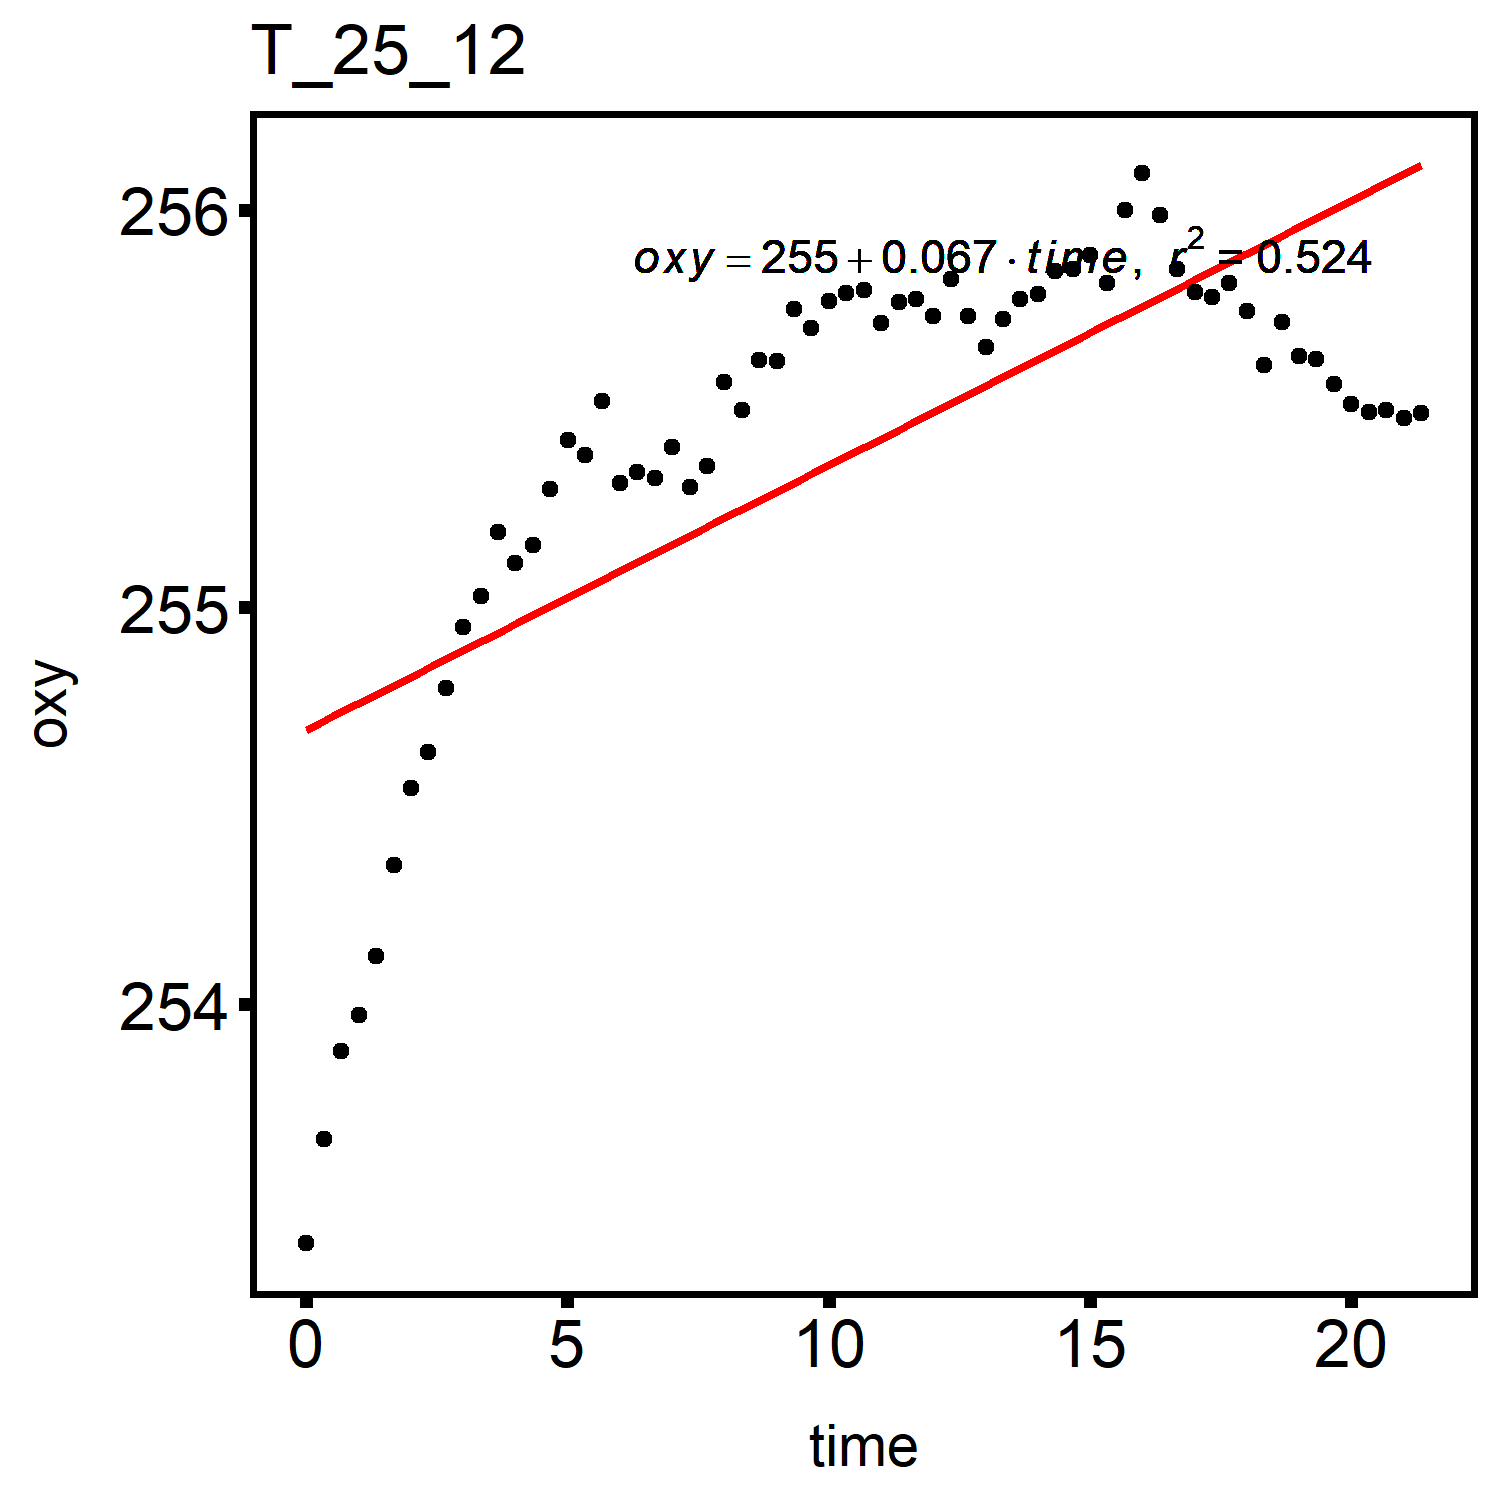 T_25_12
oxy = 255 + 0.067 · time, r² = 0.524
256
255
254
oxy
0 5 10 15 20
time